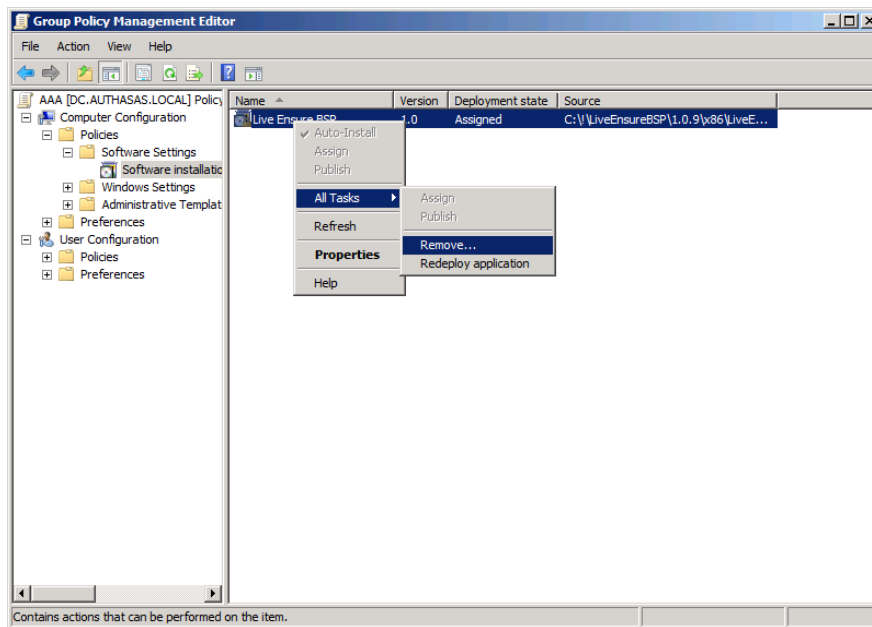 Group Policy Management Editor
File Action View Help
AAA [DC.AUTHASAS.LOCAL] Policy
Computer Configuration
Policies
Software Settings
Software installatio
Windows Settings
Administrative Templat
Preferences
User Configuration
Policies
Preferences
Name Version Deployment state Source
Live Ensure BSP 1.0 Assigned C:\!\LiveEnsureBSP\1.0.9\x86\LiveE...
Auto-Install
Assign
Publish
All Tasks
Refresh
Properties
Help
Assign
Publish
Remove...
Redeploy application
Contains actions that can be performed on the item.